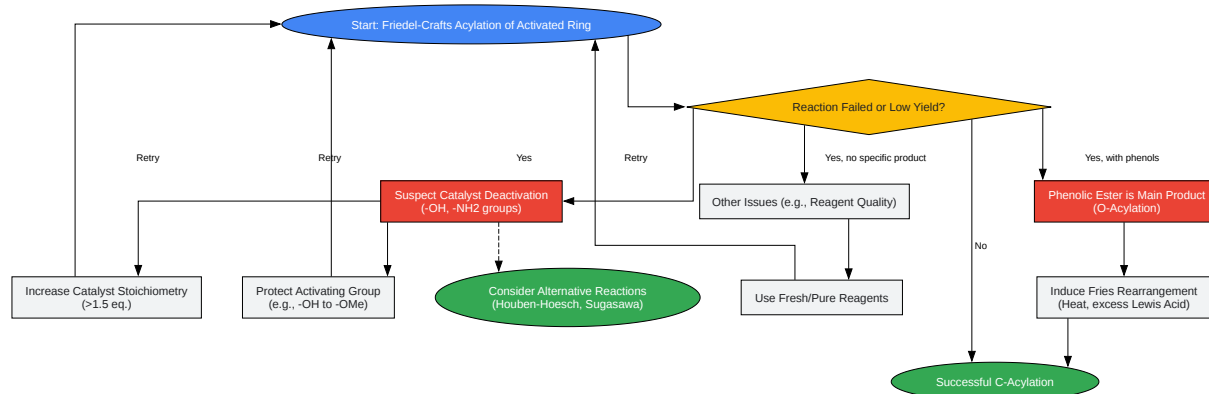 Start: Friedel-Crafts Acylation of Activated Ring
Reaction Failed or Low Yield?
Retry
Retry
Yes
Retry
Yes, no specific product
Yes, with phenols
Suspect Catalyst Deactivation
(-OH, -NH2 groups)
Other Issues (e.g., Reagent Quality)
Phenolic Ester is Main Product
(O-Acylation)
No
Increase Catalyst Stoichiometry
(>1.5 eq.)
Protect Activating Group
(e.g., -OH to -OMe)
Consider Alternative Reactions
(Houben-Hoesch, Sugasawa)
Use Fresh/Pure Reagents
Induce Fries Rearrangement
(Heat, excess Lewis Acid)
Successful C-Acylation